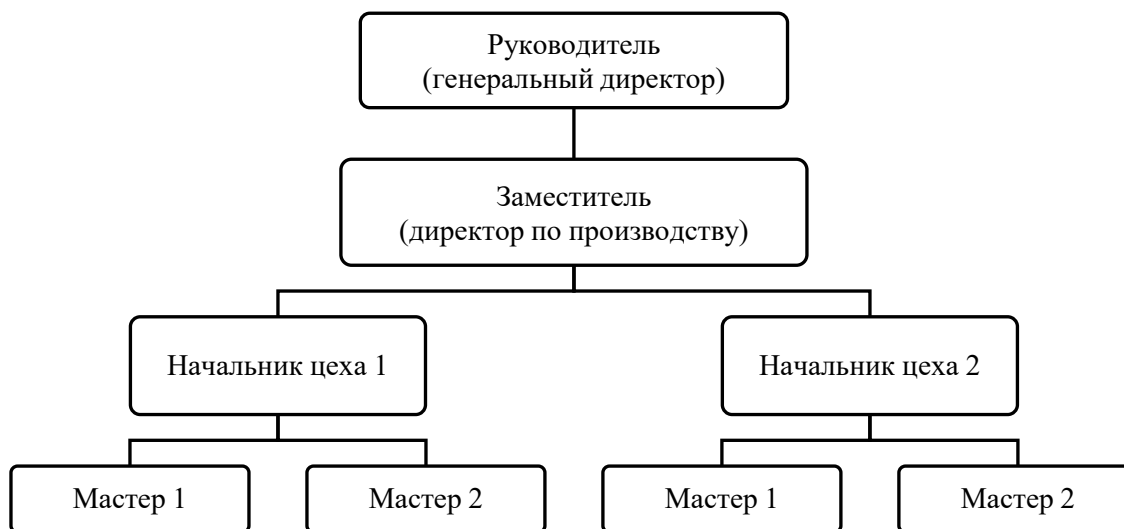 Руководитель
(генеральный директор)
Заместитель
(директор по производству)
Начальник цеха 1
Начальник цеха 2
Мастер 1
Мастер 2
Мастер 1
Мастер 2